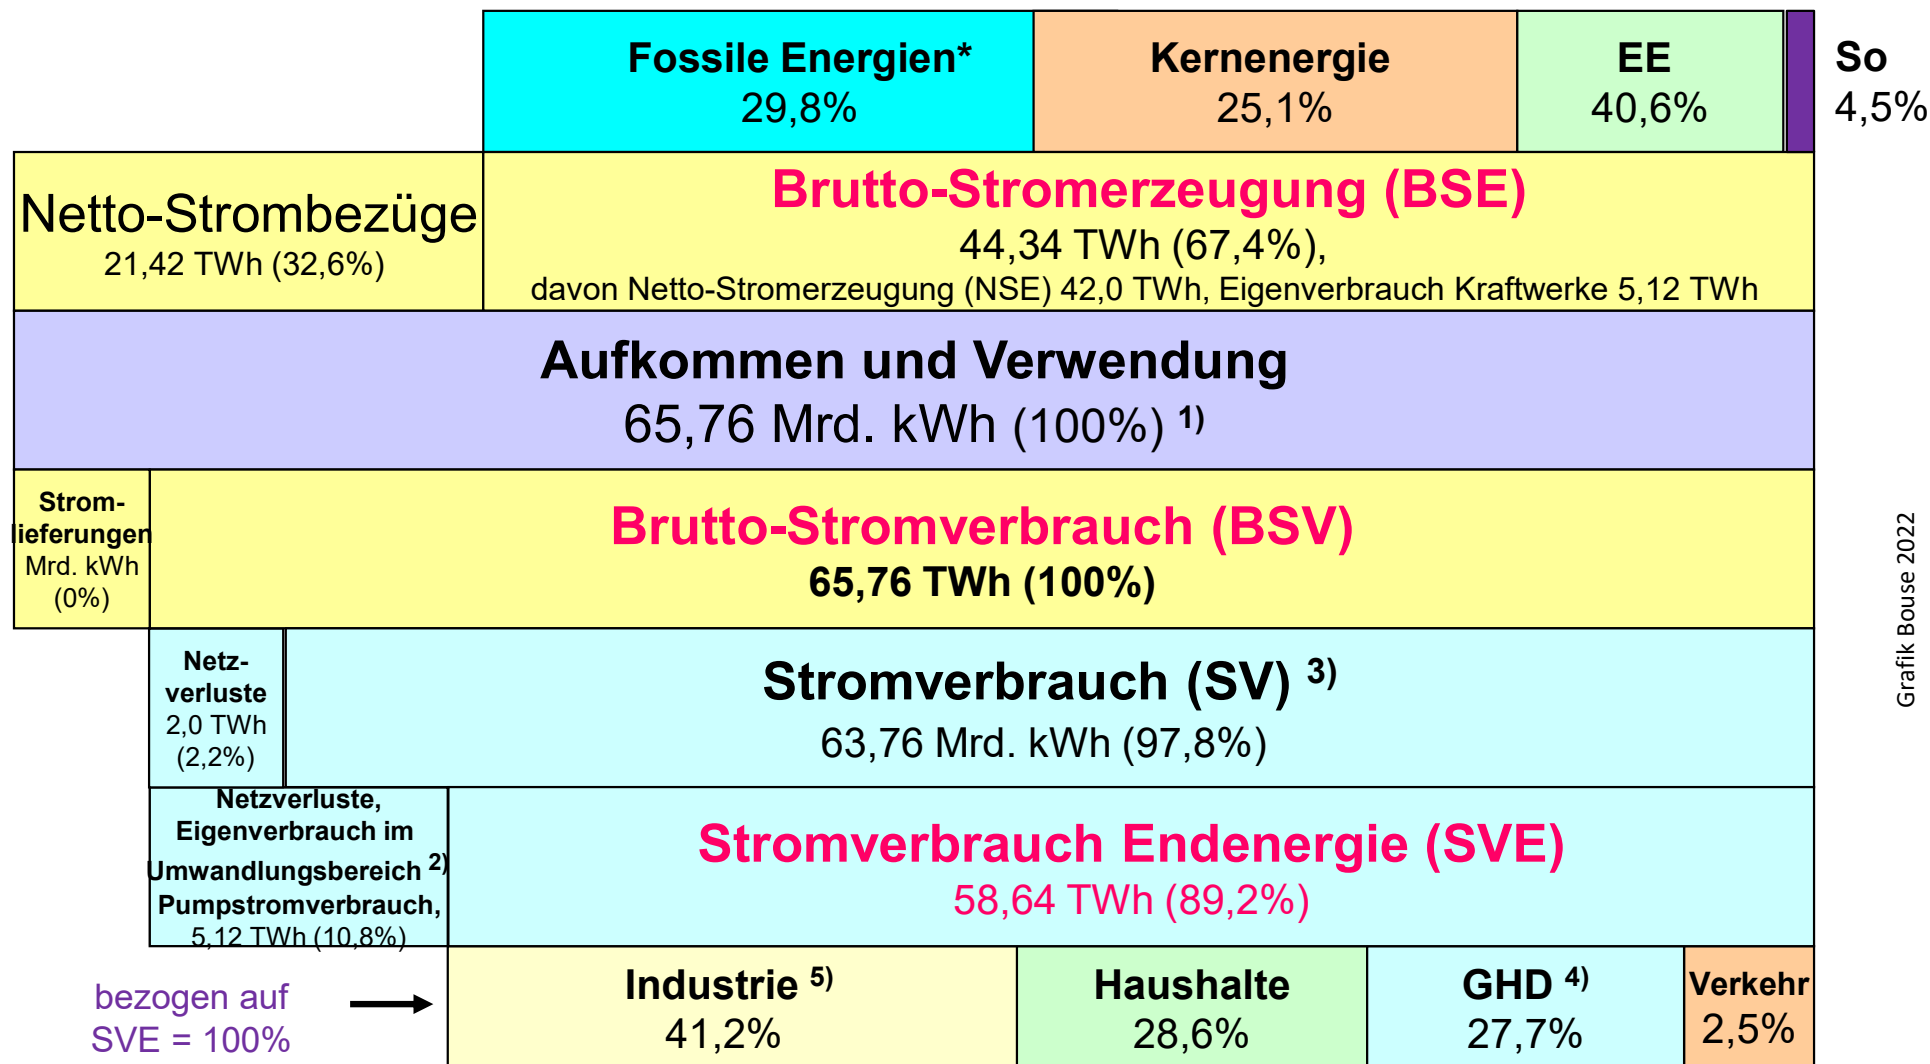 Fossile Energien*
29,8%
Kernenergie
25,1%
EE
40,6%
So
4,5%
Netto-Strombezüge
21,42 TWh (32,6%)
Brutto-Stromerzeugung (BSE)
44,34 TWh (67,4%),
davon Netto-Stromerzeugung (NSE) 42,0 TWh, Eigenverbrauch Kraftwerke 5,12 TWh
Aufkommen und Verwendung
65,76 Mrd. kWh (100%) 1)
Strom-
lieferungen
Mrd. kWh
(0%)
Brutto-Stromverbrauch (BSV)
65,76 TWh (100%)
Netz-
verluste
2,0 TWh
(2,2%)
Stromverbrauch (SV) 3)
63,76 Mrd. kWh (97,8%)
Netzverluste,
Eigenverbrauch im
Umwandlungsbereich 2)
Pumpstromverbrauch,
5,12 TWh (10,8%)
Stromverbrauch Endenergie (SVE)
58,64 TWh (89,2%)
bezogen auf
SVE = 100%
Industrie 5)
41,2%
Haushalte
28,6%
GHD 4)
27,7%
Verkehr
2,5%
Grafik Bouse 2022